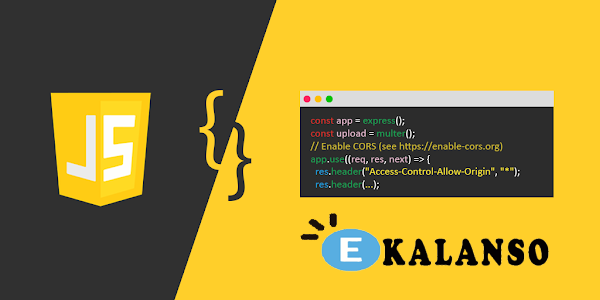 JS
{}
const app = express();
const upload = multer();
// Enable CORS (see https://enable-cors.org)
app.use((req, res, next) => {
res.header("Access-Control-Allow-Origin", "*");
res.header(...);
E KALANSO